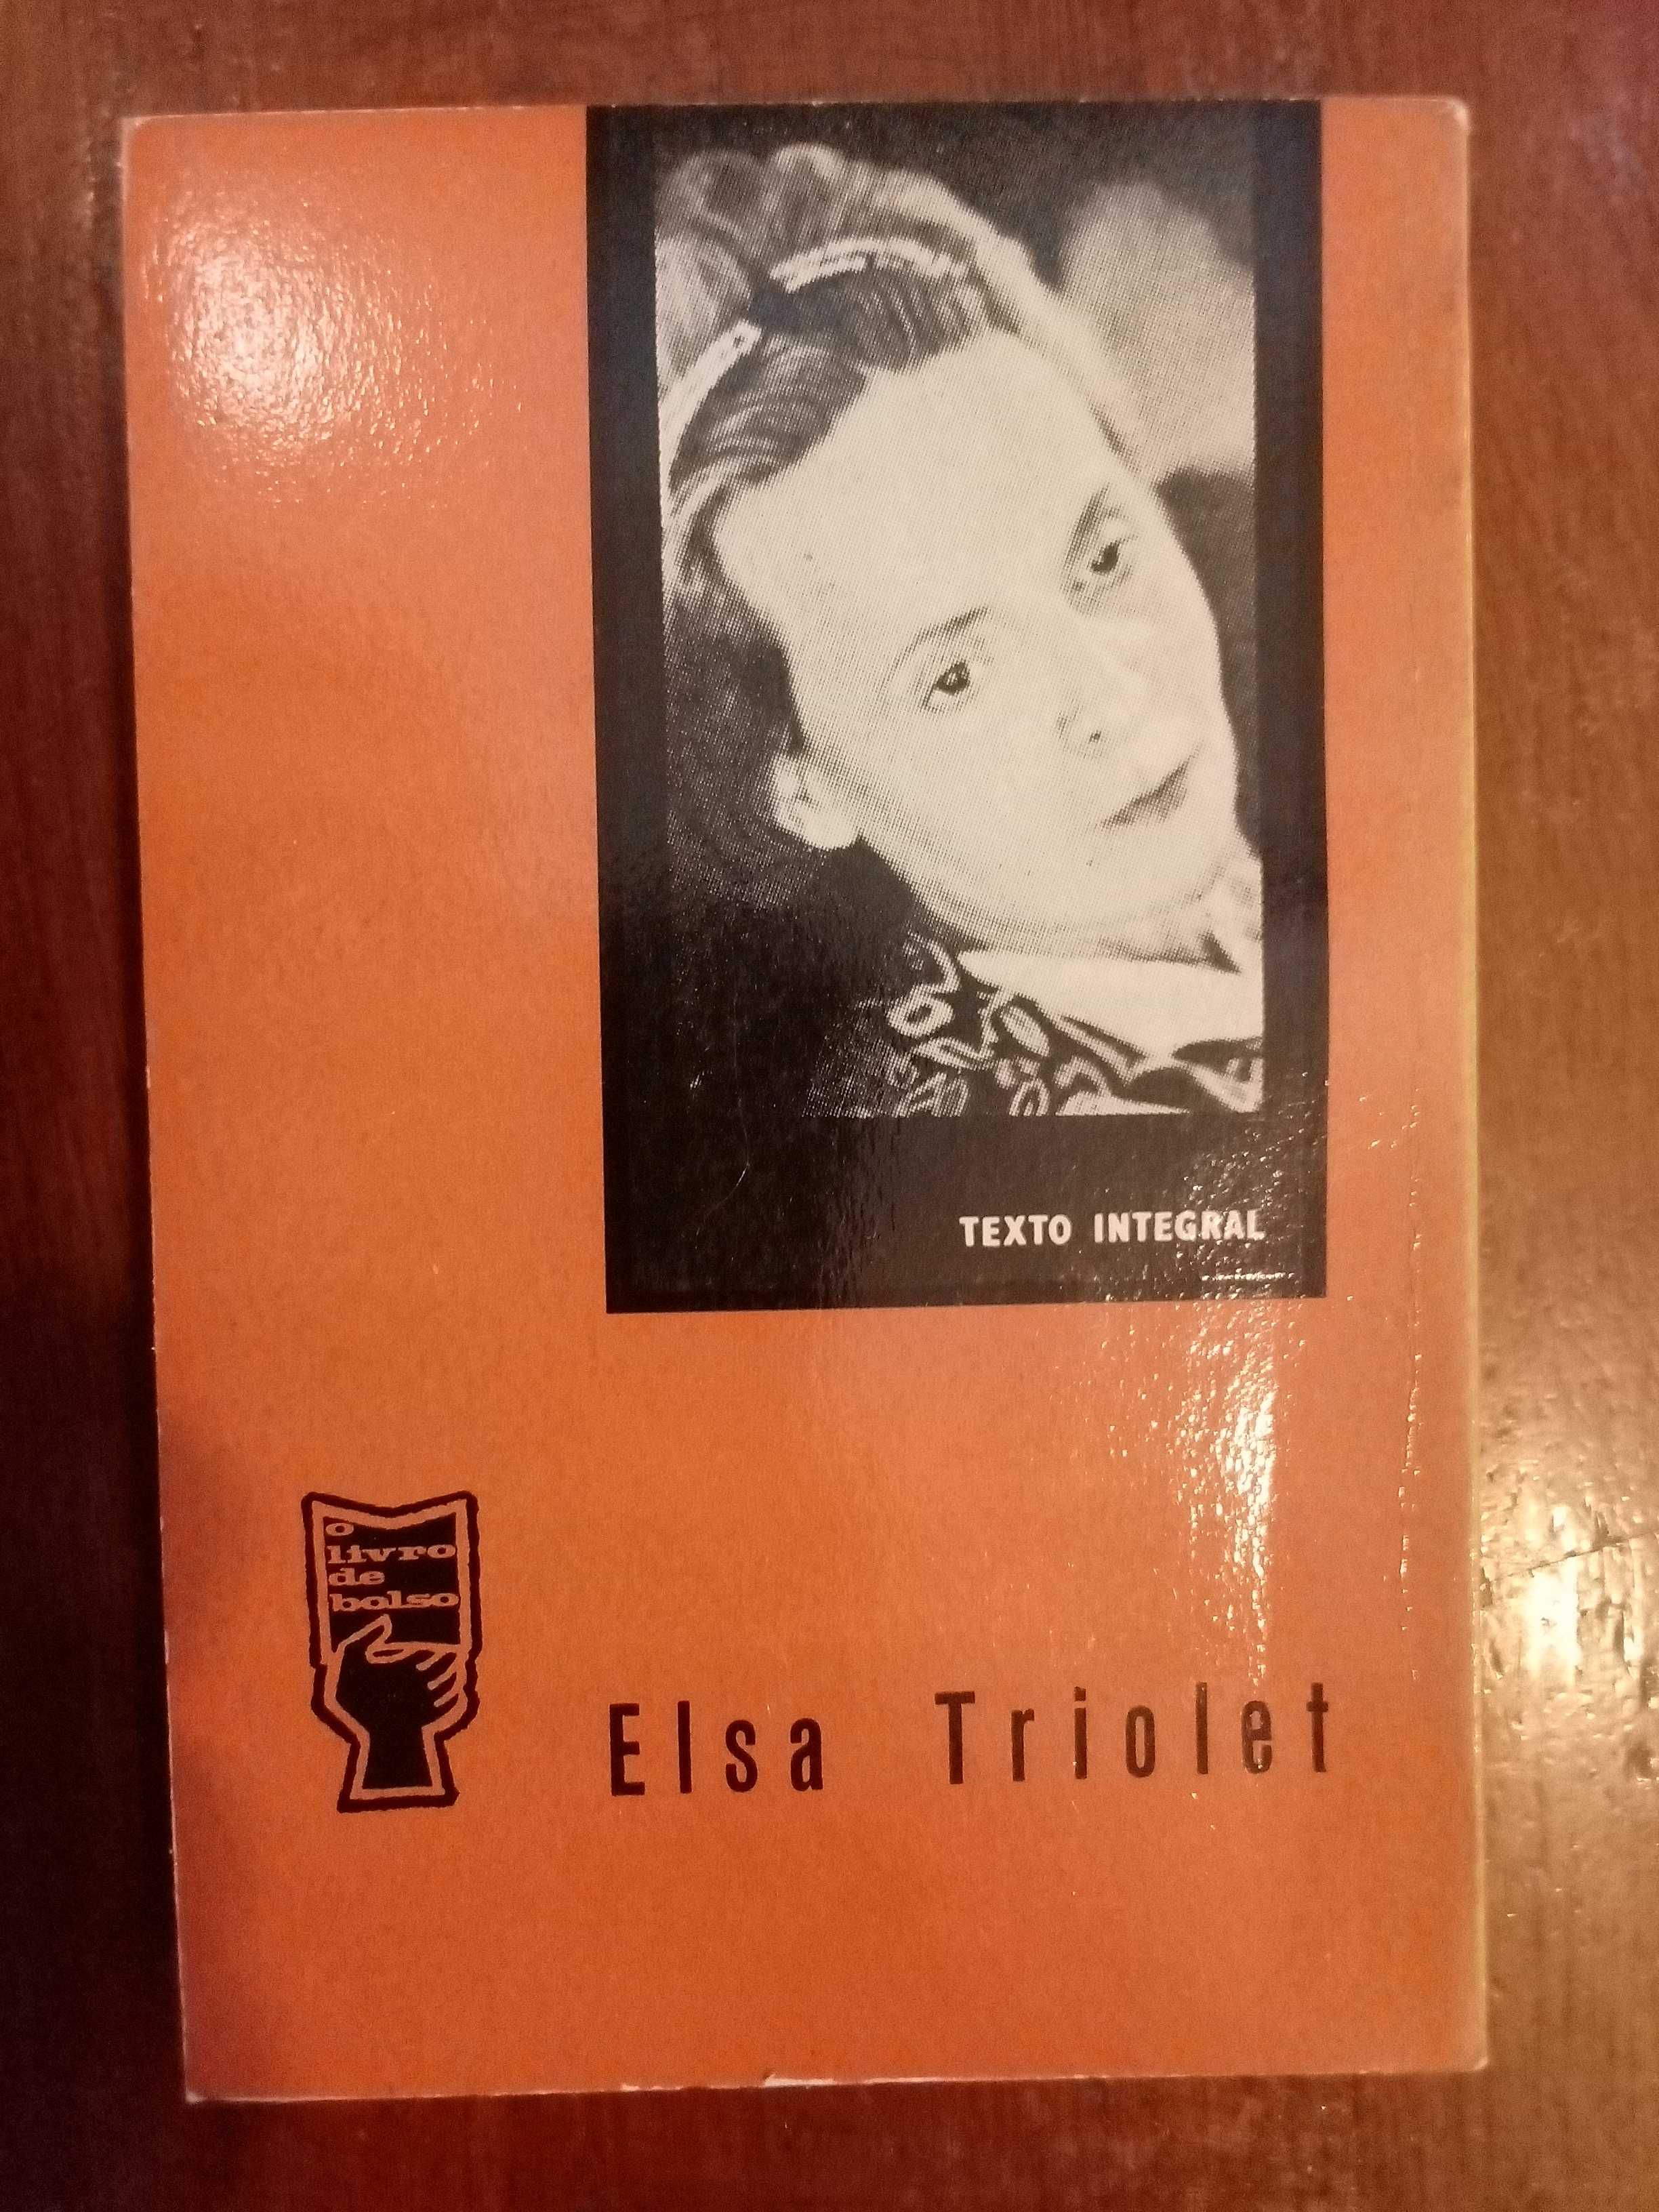 TEXTO INTEGRAL
o
livro
de
bolso
Elsa Triolet